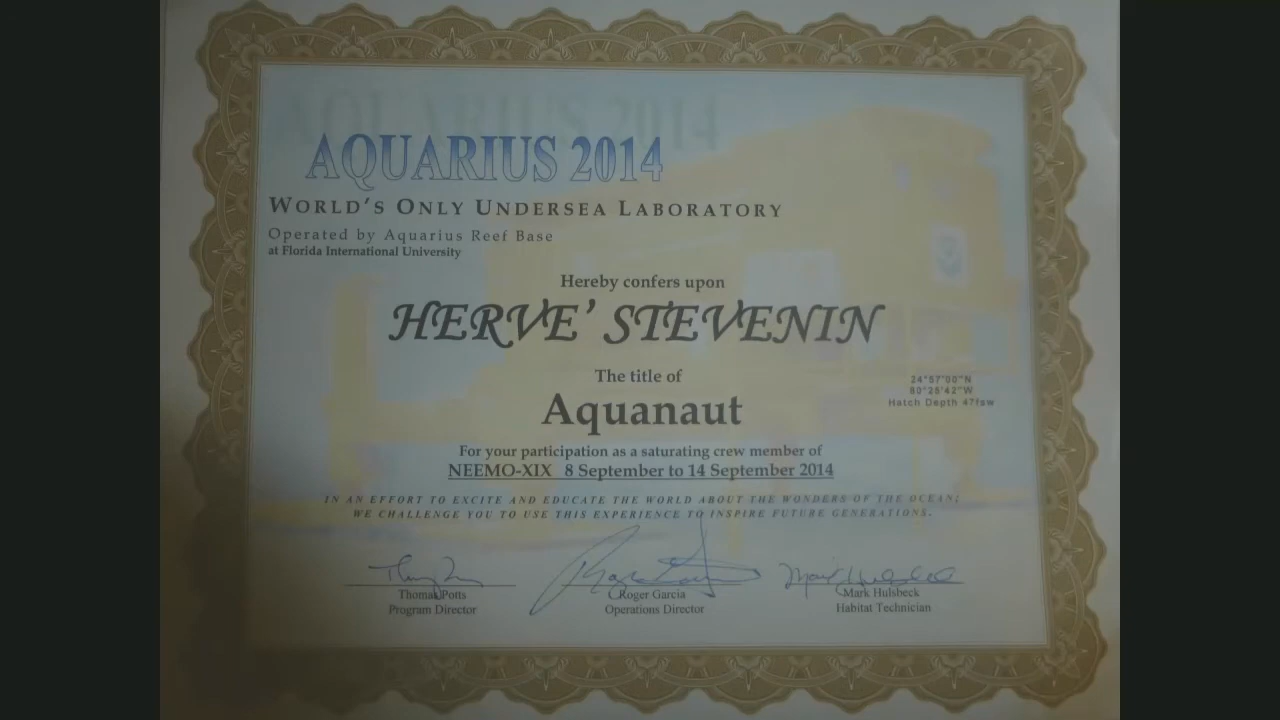 AQUARIUS 2014
WORLD'S ONLY UNDERSEA LABORATORY
Operated by Aquarius Reef Base
at Florida International University
Hereby confers upon
HERVE' STEVENIN
The title of
Aquanaut
24°57'00"N
80°26'42"W
Hatch Depth 47fsw
For your participation as a saturating crew member of
NEEMO-XIX 8 September to 14 September 2014
IN AN EFFORT TO EXCITE AND EDUCATE THE WORLD ABOUT THE WONDERS OF THE OCEAN;
WE CHALLENGE YOU TO USE THIS EXPERIENCE TO INSPIRE FUTURE GENERATIONS.
Thomas Potts
Program Director
Roger Garcia
Operations Director
Mark Hulsbeck
Habitat Technician